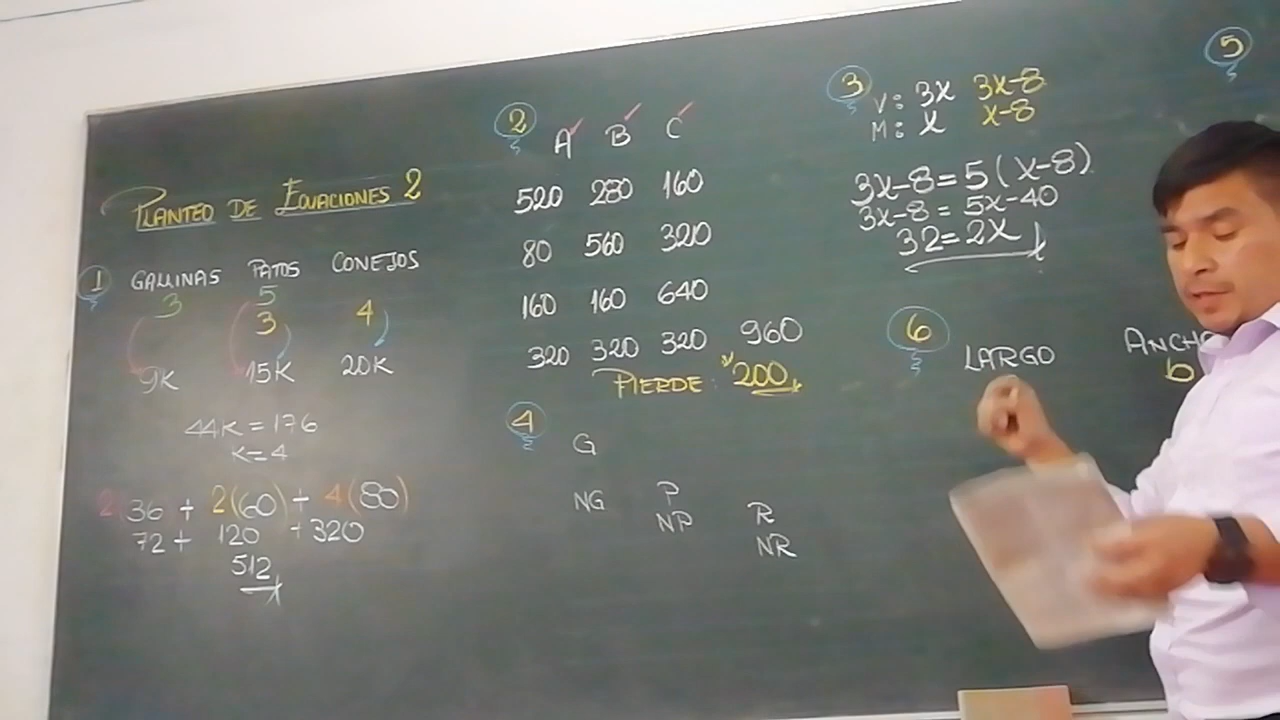 PLANTEO DE ECUACIONES 2
1
GALLINAS PATOS CONEJOS
3 5
3 4
9K 15K 20K
44K = 176
K=4
2(36 + 2(60) + 4(80)
72 + 120 + 320
512
2
A B C
520 280 160
80 560 320
160 160 640
320 320 320 960
PIERDE: 200
3
V: 3x 3x-8
M: x x-8
3x-8 = 5(x-8)
3x-8 = 5x-40
32 = 2x
4
G
NG P
NP R
NR
5
6
LARGO ANCHO
b